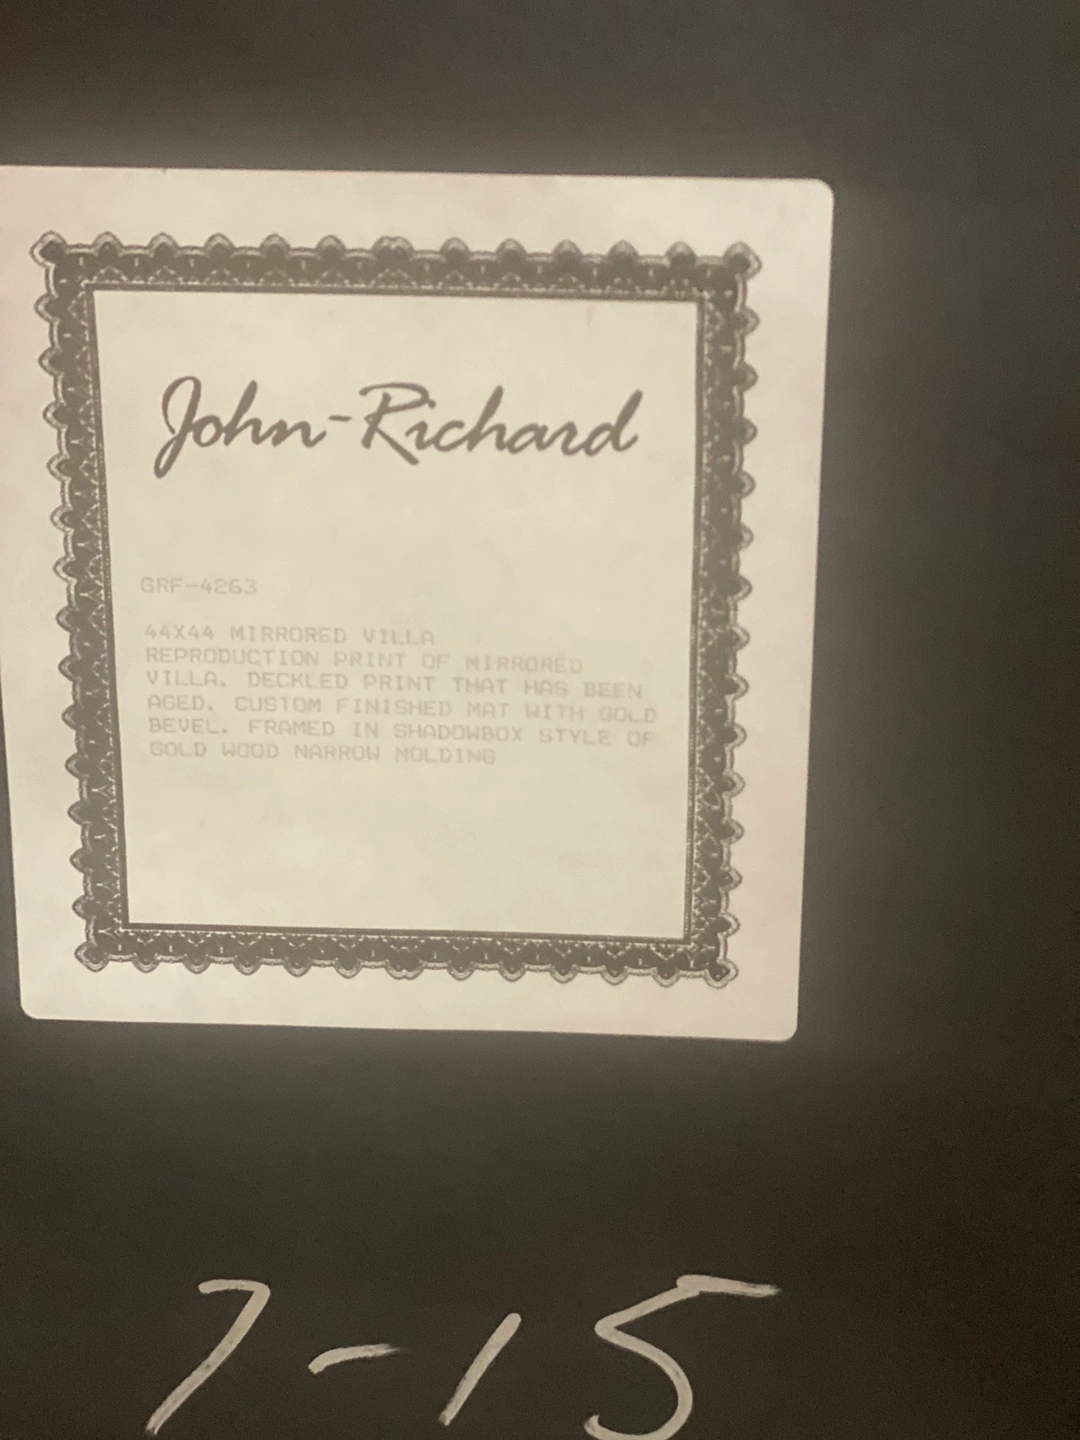 John-Richard
GRF-4263
44X44 MIRRORED VILLA
REPRODUCTION PRINT OF MIRRORED
VILLA. DECKLED PRINT THAT HAS BEEN
AGED. CUSTOM FINISHED MAT WITH GOLD
BEVEL. FRAMED IN SHADOWBOX STYLE OF
GOLD WOOD NARROW MOLDING
7-15